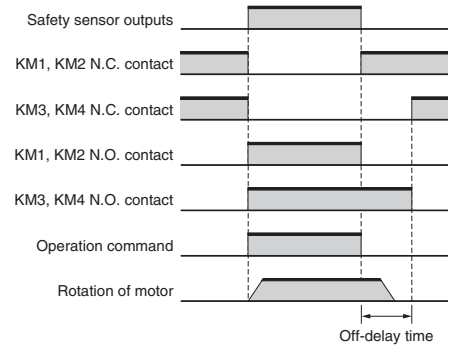 Safety sensor outputs
KM1, KM2 N.C. contact
KM3, KM4 N.C. contact
KM1, KM2 N.O. contact
KM3, KM4 N.O. contact
Operation command
Rotation of motor
Off-delay time